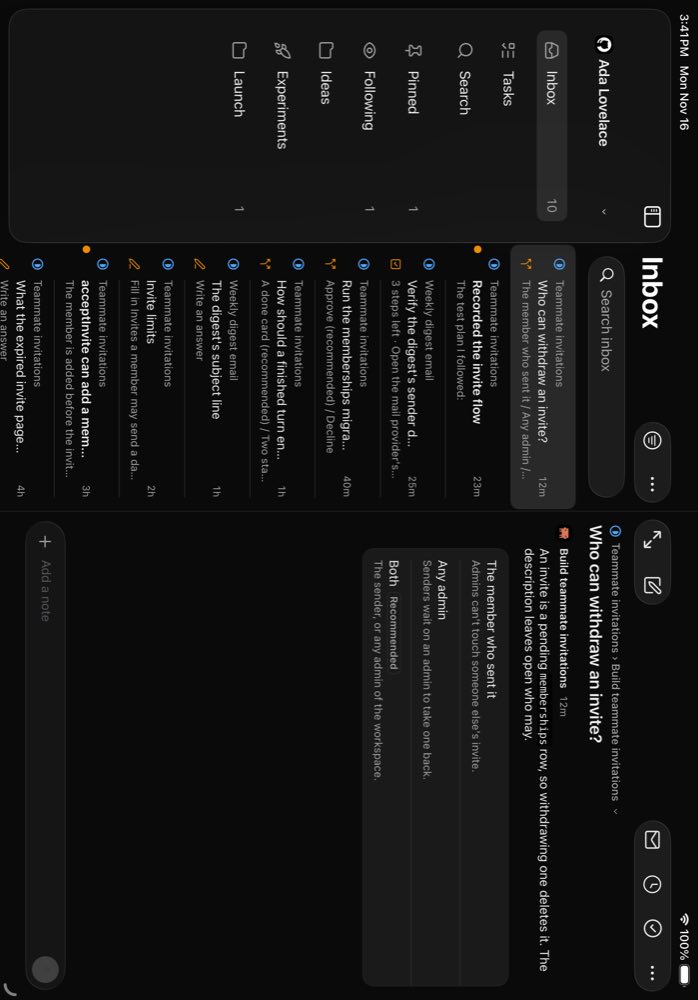 3:41PM Mon Nov 16
100%
Ada Lovelace
Inbox 10
Tasks
Search
Pinned 1
Following 1
Ideas
Experiments
Launch 1
Inbox
Search inbox
Teammate invitations
Who can withdraw an invite? 12m
The member who sent it / Any admin /...
Teammate invitations
Recorded the invite flow 23m
The test plan I followed:
Weekly digest email
Verify the digest's sender d... 25m
3 steps left · Open the mail provider's...
Teammate invitations
Run the memberships migra... 40m
Approve (recommended) / Decline
Teammate invitations
How should a finished turn en... 1h
A done card (recommended) / Two sta...
Weekly digest email
The digest's subject line 1h
Write an answer
Teammate invitations
Invite limits 2h
Fill in Invites a member may send a da...
Teammate invitations
acceptInvite can add a mem... 3h
The member is added before the invit...
Teammate invitations
What the expired invite page... 4h
Write an answer
Teammate invitations › Build teammate invitations
Who can withdraw an invite?
Build teammate invitations 12m
An invite is a pending memberships row, so withdrawing one deletes it. The
description leaves open who may.
The member who sent it
Admins can't touch someone else's invite.
Any admin
Senders wait on an admin to take one back.
Both Recommended
The sender, or any admin of the workspace.
Add a note